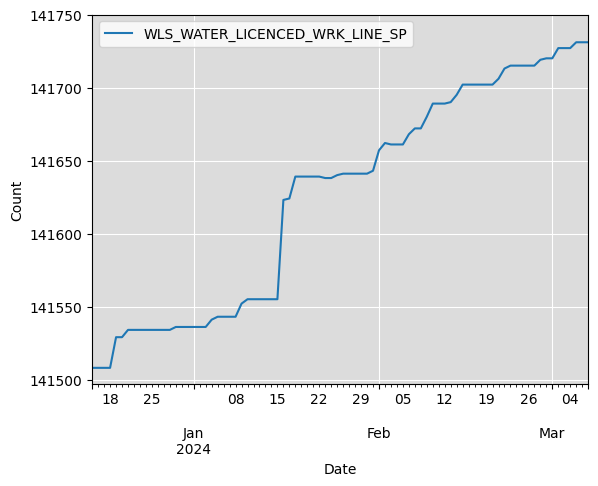 WLS_WATER_LICENCED_WRK_LINE_SP
141750
141700
141650
141600
141550
141500
Count
18 25 08 15 22 29 05 12 19 26 04
Jan Feb Mar
2024
Date